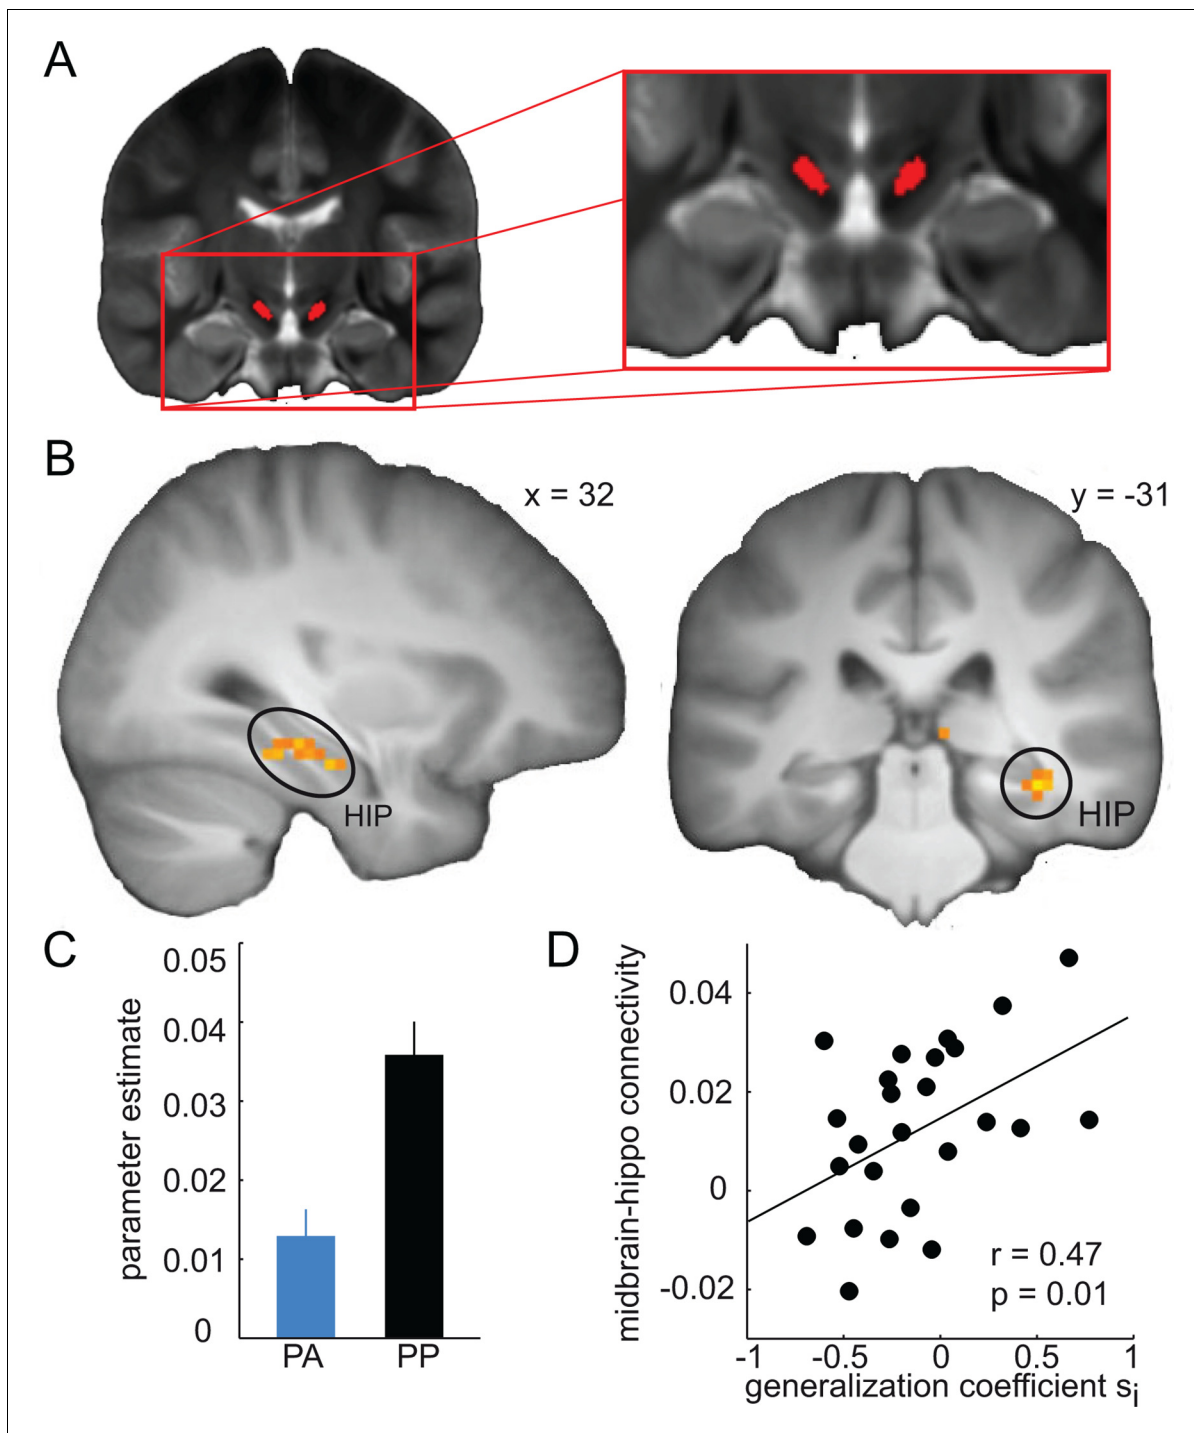 A
B
x = 32
y = -31
HIP
HIP
C
parameter estimate
0.05
0.04
0.03
0.02
0.01
0
PA
PP
D
midbrain-hippo connectivity
0.04
0.02
0
-0.02
r = 0.47
p = 0.01
-1
-0.5
0
0.5
1
generalization coefficient si